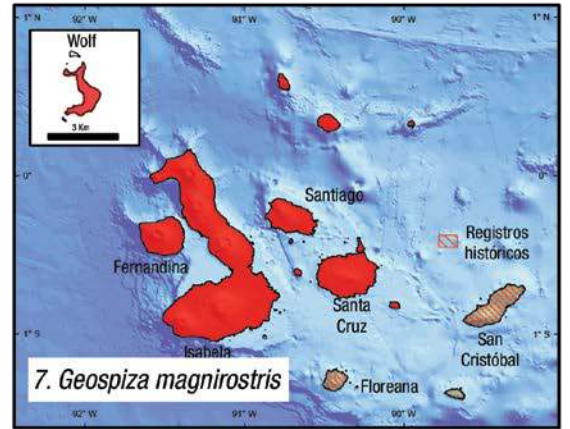 92° W
91° W
90° W
1° N
1° N
Wolf
3 Km
0°
0°
Santiago
Registros
históricos
Fernandina
Santa
Cruz
San
Cristóbal
1° S
1° S
Isabela
7. Geospiza magnirostris
Floreana
92° W
91° W
90° W